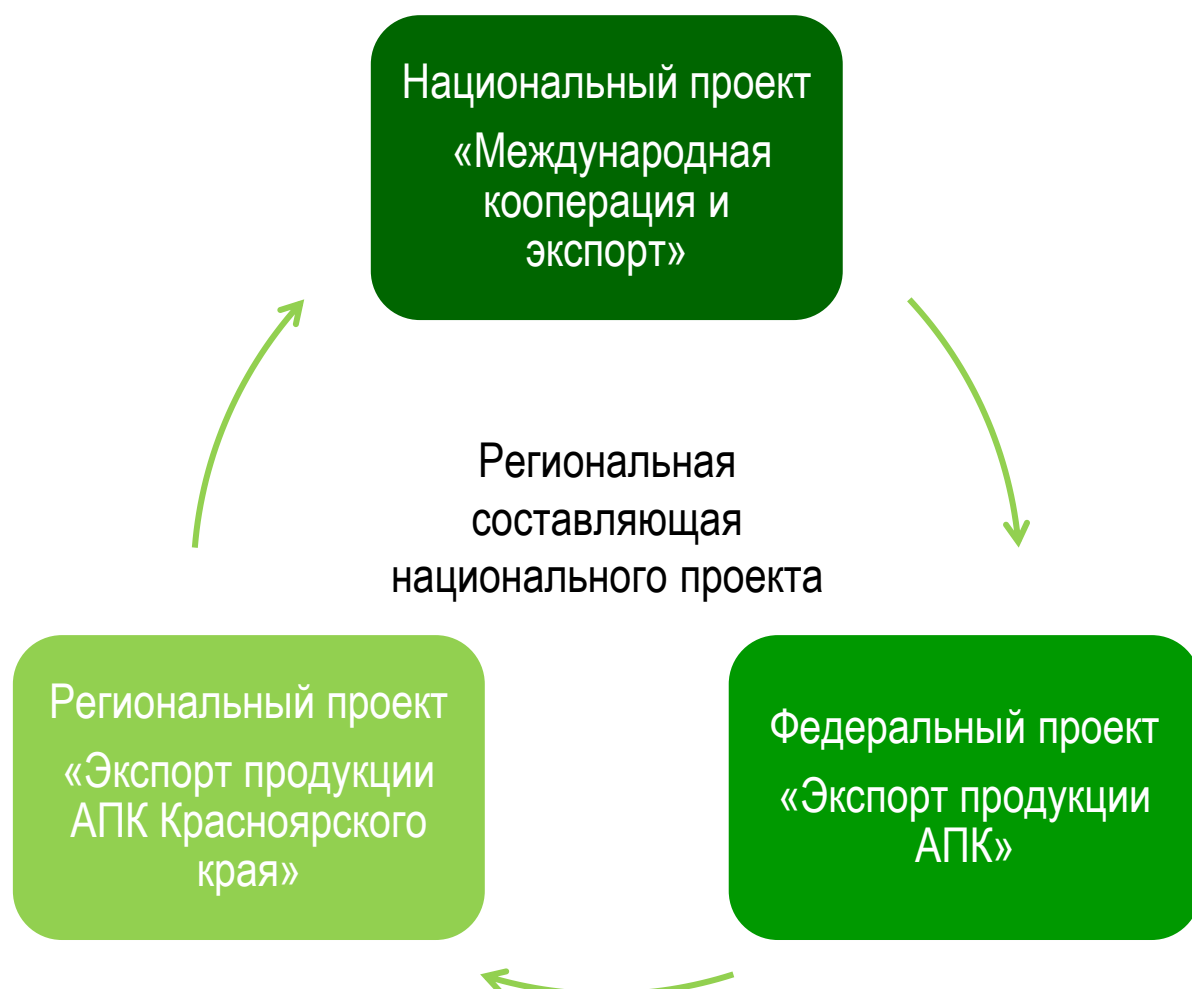 Национальный проект
«Международная
кооперация и
экспорт»
Региональная
составляющая
национального проекта
Региональный проект
«Экспорт продукции
АПК Красноярского
края»
Федеральный проект
«Экспорт продукции
АПК»